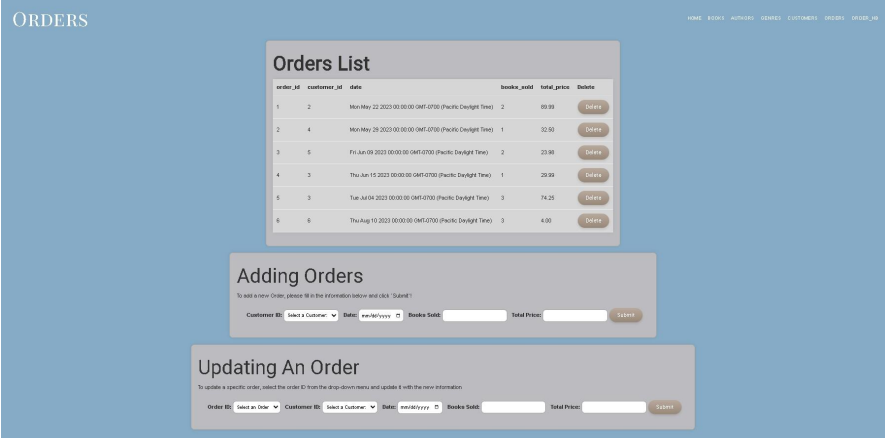 ORDERS
HOME BOOKS AUTHORS GENRES CUSTOMERS ORDERS
Orders List
order_id customer_id date books_sold total_price Delete
1 2 Mon May 22 2023 00:00:00 GMT-0700 (Pacific Daylight Time) 2 89.99 Delete
2 4 Mon May 29 2023 00:00:00 GMT-0700 (Pacific Daylight Time) 1 32.50 Delete
3 5 Fri Jun 09 2023 00:00:00 GMT-0700 (Pacific Daylight Time) 2 23.98 Delete
4 3 Thu Jun 15 2023 00:00:00 GMT-0700 (Pacific Daylight Time) 1 29.99 Delete
5 3 Tue Jul 04 2023 00:00:00 GMT-0700 (Pacific Daylight Time) 3 74.25 Delete
6 6 Thu Aug 10 2023 00:00:00 GMT-0700 (Pacific Daylight Time) 3 4.00 Delete
Adding Orders
To add a new Order, please fill in the information below and click 'Submit'!
Customer ID: Select a Customer: Date: mm/dd/yyyy Books Sold: Total Price: Submit
Updating An Order
To update a specific order, select the order ID from the drop-down menu and update it with the new information
Order ID: Select an Order Customer ID: Select a Customer: Date: mm/dd/yyyy Books Sold: Total Price: Submit